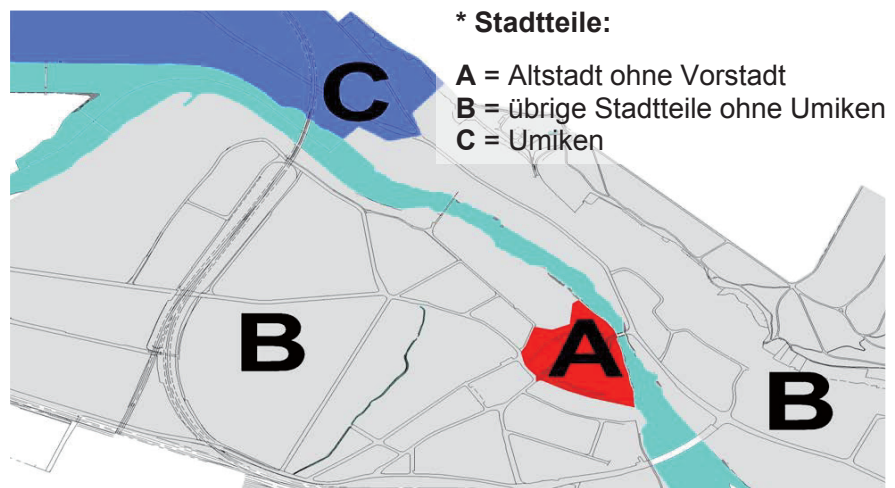 * Stadtteile:
A = Altstadt ohne Vorstadt
B = übrige Stadtteile ohne Umiken
C = Umiken
C
B
A
B